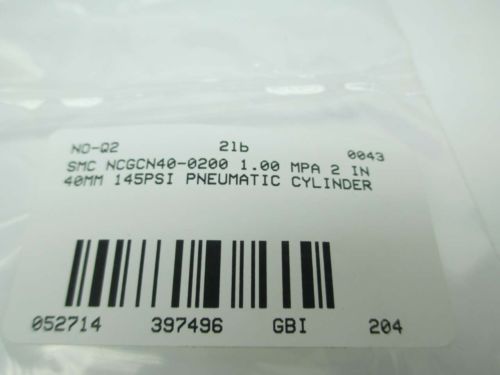 NO-Q2 2lb 0043
SMC NCGCN40-0200 1.00 MPA 2 IN
40MM 145PSI PNEUMATIC CYLINDER
052714 397496 GBI 204